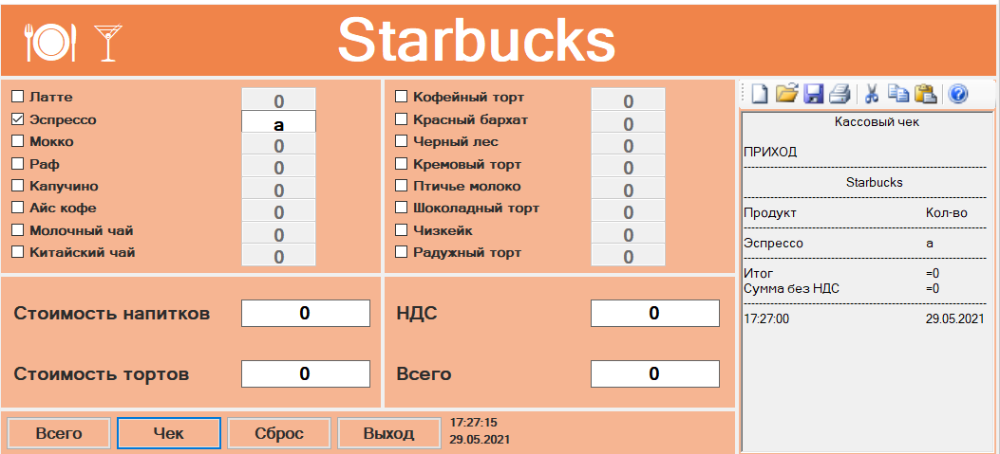 Starbucks
Латте 0
Эспрессо а
Мокко 0
Раф 0
Капучино 0
Айс кофе 0
Молочный чай 0
Китайский чай 0
Кофейный торт 0
Красный бархат 0
Черный лес 0
Кремовый торт 0
Птичье молоко 0
Шоколадный торт 0
Чизкейк 0
Радужный торт 0
Стоимость напитков 0
Стоимость тортов 0
НДС 0
Всего 0
Всего Чек Сброс Выход
17:27:15
29.05.2021
Кассовый чек
ПРИХОД
Starbucks
Продукт Кол-во
Эспрессо а
Итог =0
Сумма без НДС =0
17:27:00 29.05.2021